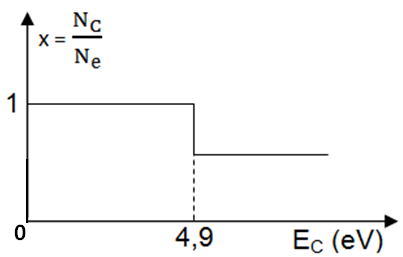 x = N_C / N_e
1
0
4,9
E_C (eV)